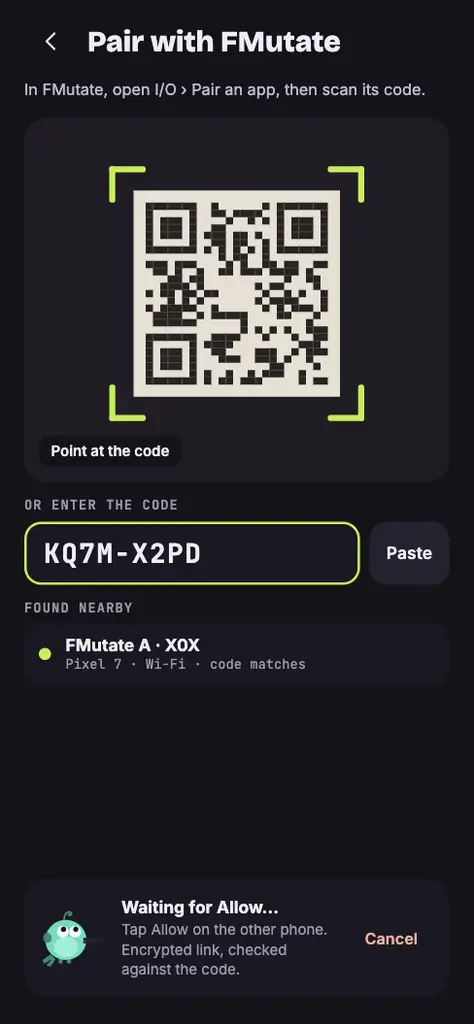 Pair with FMutate
In FMutate, open I/O › Pair an app, then scan its code.
Point at the code
OR ENTER THE CODE
KQ7M-X2PD
Paste
FOUND NEARBY
FMutate A · X0X
Pixel 7 · Wi-Fi · code matches
Waiting for Allow…
Tap Allow on the other phone.
Encrypted link, checked
against the code.
Cancel